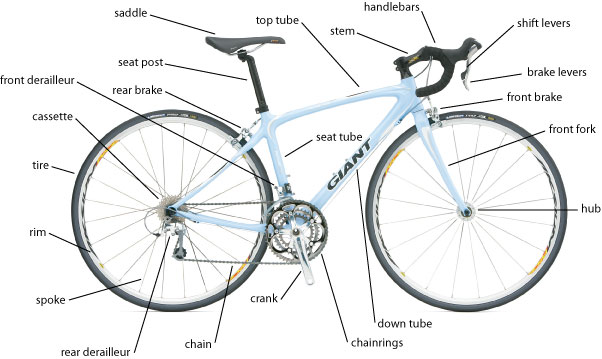 handlebars
saddle
top tube
shift levers
stem
seat post
brake levers
front derailleur
rear brake
front brake
cassette
front fork
seat tube
tire
GIANT
hub
rim
spoke
crank
down tube
chain
chainrings
rear derailleur